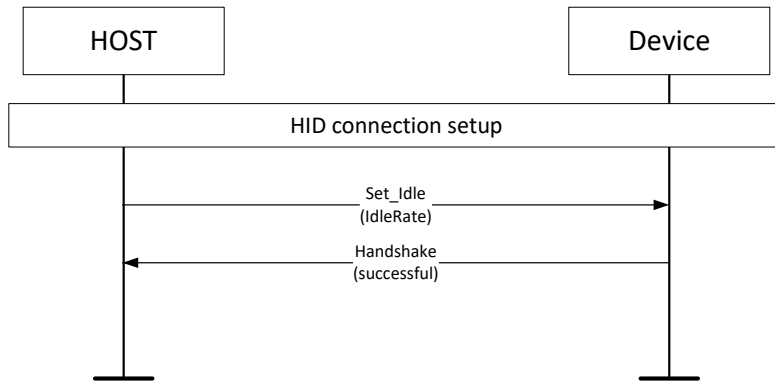 HOST
Device
HID connection setup
Set_Idle
(IdleRate)
Handshake
(successful)